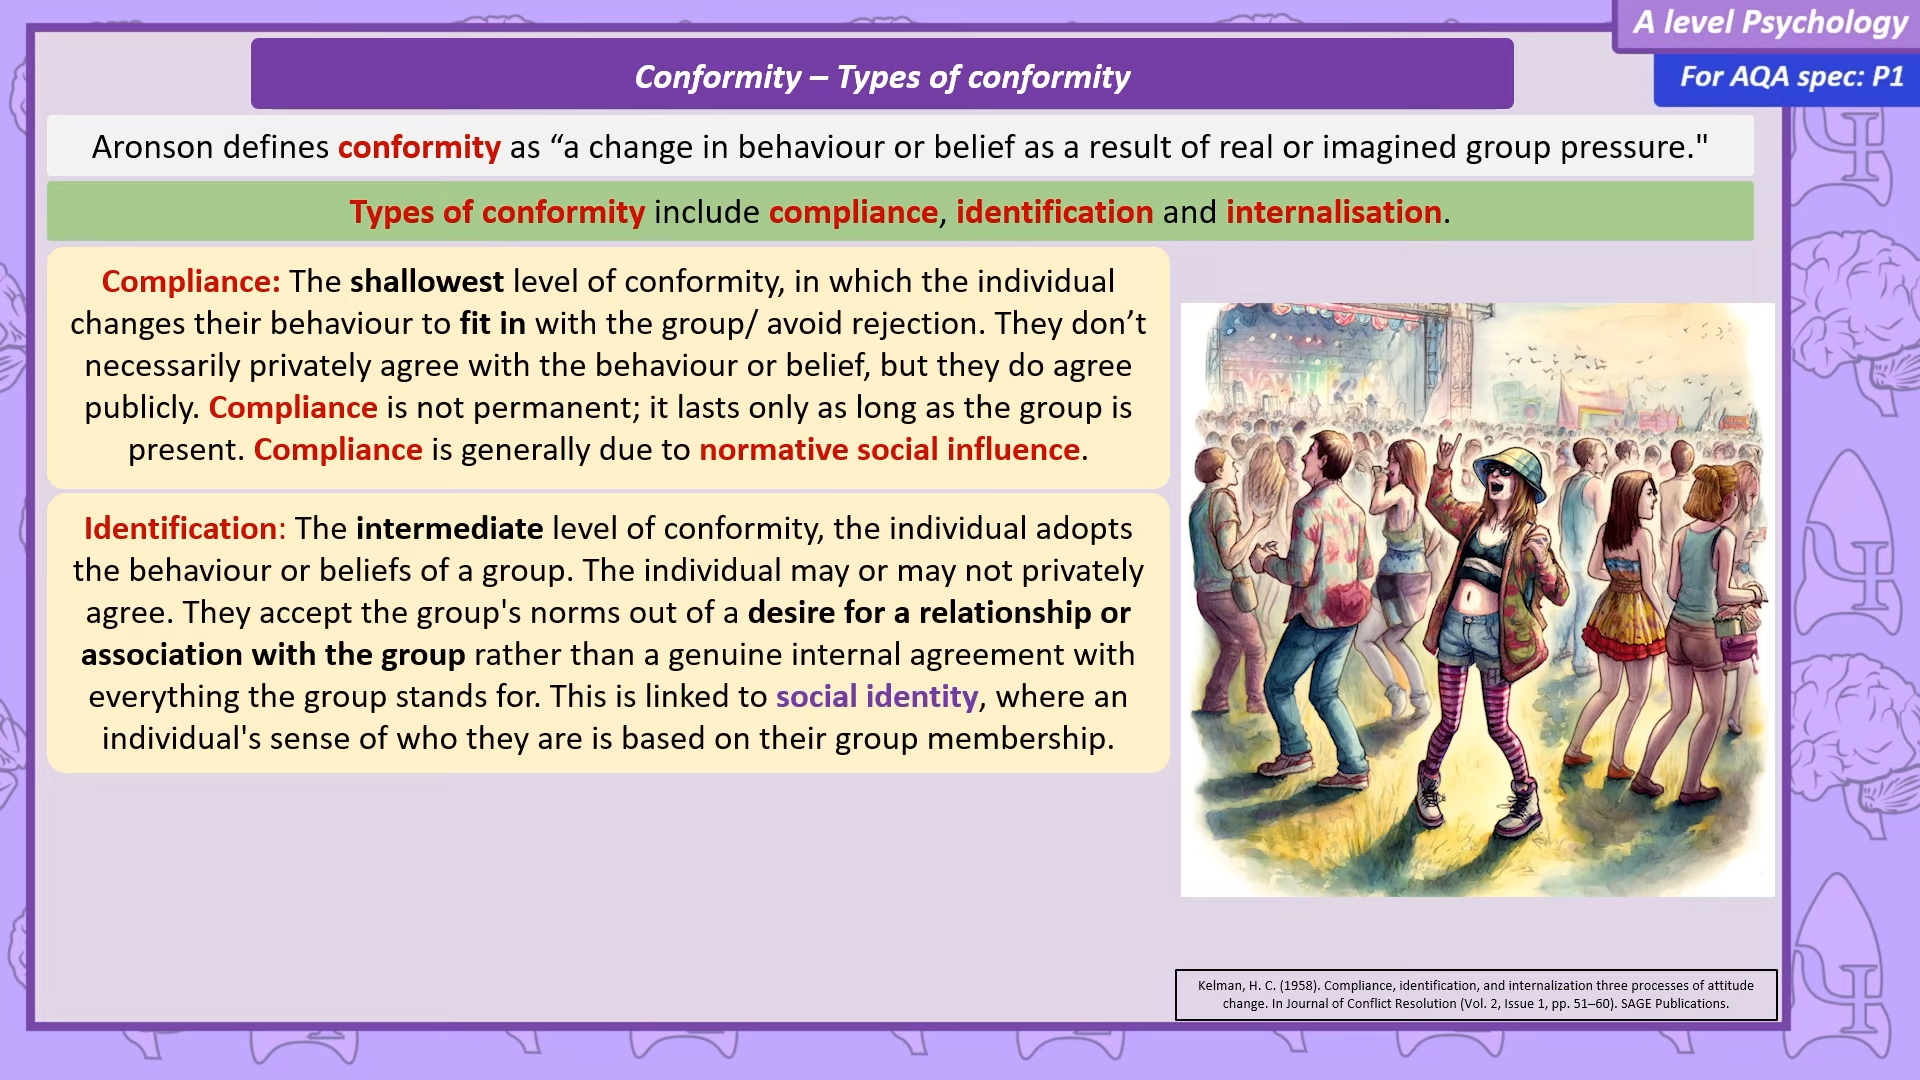 A level Psychology
For AQA spec: P1
Conformity – Types of conformity
Aronson defines conformity as “a change in behaviour or belief as a result of real or imagined group pressure."
Types of conformity include compliance, identification and internalisation.
Compliance: The shallowest level of conformity, in which the individual
changes their behaviour to fit in with the group/ avoid rejection. They don’t
necessarily privately agree with the behaviour or belief, but they do agree
publicly. Compliance is not permanent; it lasts only as long as the group is
present. Compliance is generally due to normative social influence.
Identification: The intermediate level of conformity, the individual adopts
the behaviour or beliefs of a group. The individual may or may not privately
agree. They accept the group's norms out of a desire for a relationship or
association with the group rather than a genuine internal agreement with
everything the group stands for. This is linked to social identity, where an
individual's sense of who they are is based on their group membership.
Kelman, H. C. (1958). Compliance, identification, and internalization three processes of attitude
change. In Journal of Conflict Resolution (Vol. 2, Issue 1, pp. 51–60). SAGE Publications.